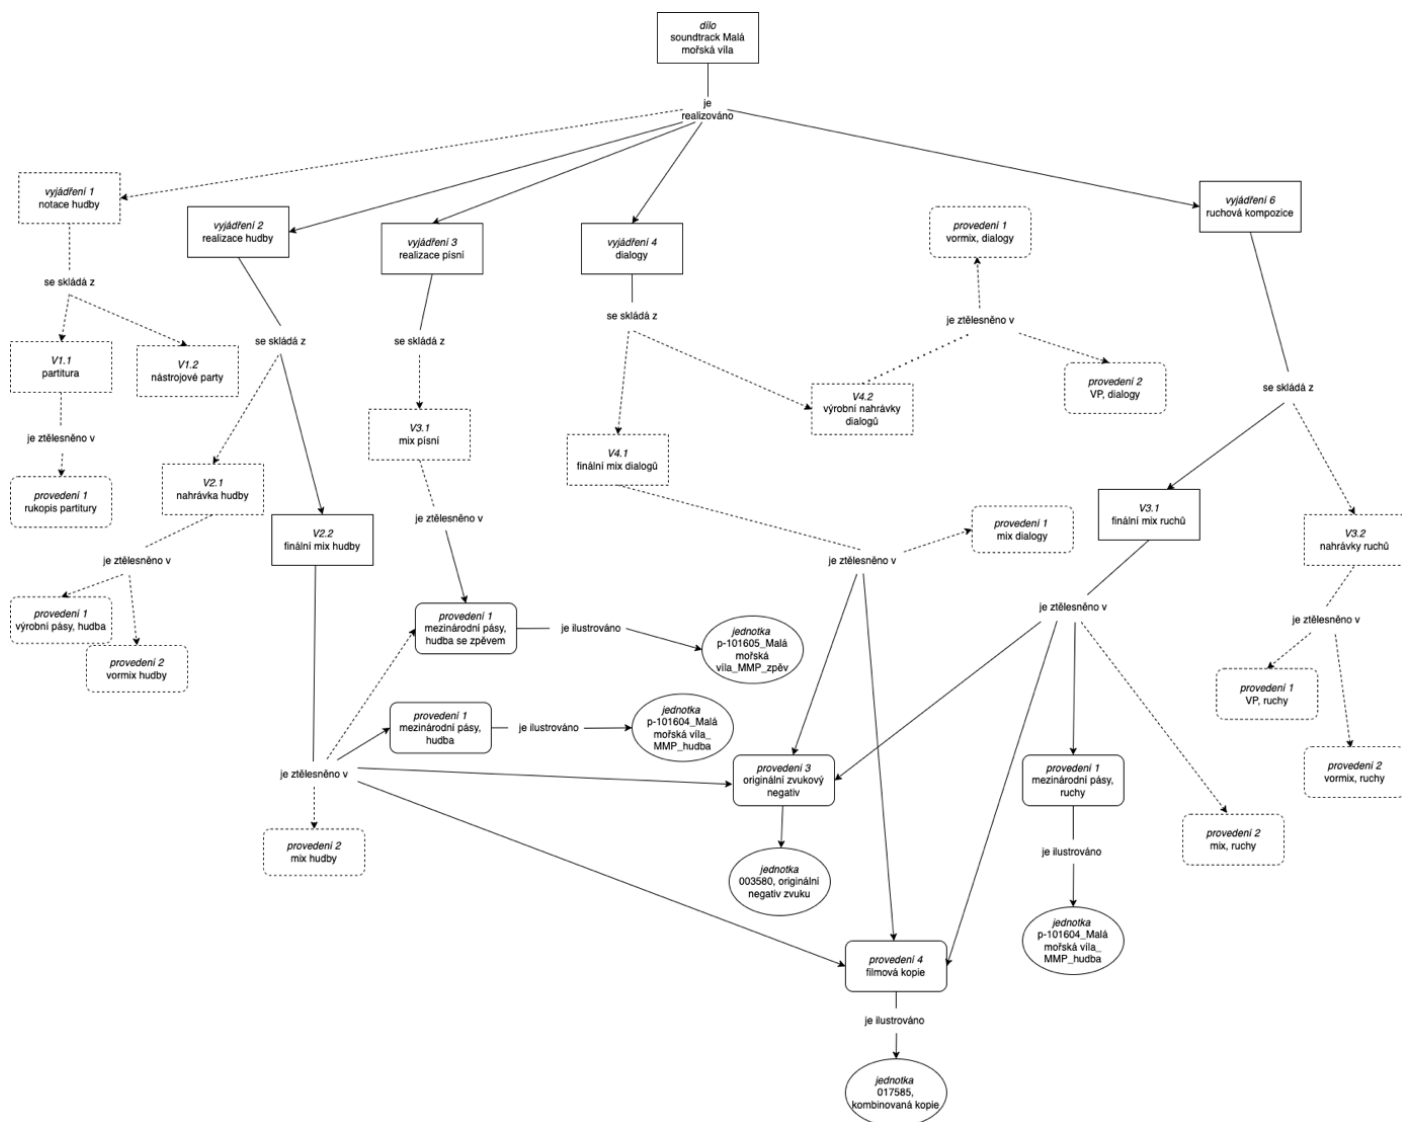 dílo
soundtrack Malá
mořská víla
je
realizováno
vyjádření 1
notace hudby
vyjádření 2
realizace hudby
vyjádření 3
realizace písní
vyjádření 4
dialogy
provedení 1
vormix, dialogy
vyjádření 6
ruchová kompozice
se skládá z
se skládá z
se skládá z
se skládá z
je ztělesněno v
se skládá z
V1.1
partitura
V1.2
nástrojové party
V3.1
mix písní
V4.2
výrobní nahrávky
dialogů
provedení 2
VP, dialogy
je ztělesněno v
V2.1
nahrávka hudby
V4.1
finální mix dialogů
provedení 1
rukopis partitury
V2.2
finální mix hudby
je ztělesněno v
provedení 1
mix dialogy
V3.1
finální mix ruchů
V3.2
nahrávky ruchů
je ztělesněno v
je ztělesněno v
je ztělesněno v
je ztělesněno v
provedení 1
výrobní pásy, hudba
provedení 2
vormix hudby
provedení 1
mezinárodní pásy,
hudba se zpěvem
je ilustrováno
jednotka
p-101605_Malá
mořská
víla_MMP_zpěv
provedení 1
VP, ruchy
provedení 1
mezinárodní pásy,
hudba
je ilustrováno
jednotka
p-101604_Malá
mořská víla_
MMP_hudba
je ztělesněno v
provedení 3
originální zvukový
negativ
provedení 1
mezinárodní pásy,
ruchy
provedení 2
vormix, ruchy
provedení 2
mix hudby
provedení 2
mix, ruchy
je ilustrováno
jednotka
003580, originální
negativ zvuku
jednotka
p-101604_Malá
mořská víla_
MMP_hudba
provedení 4
filmová kopie
je ilustrováno
jednotka
017585,
kombinovaná kopie